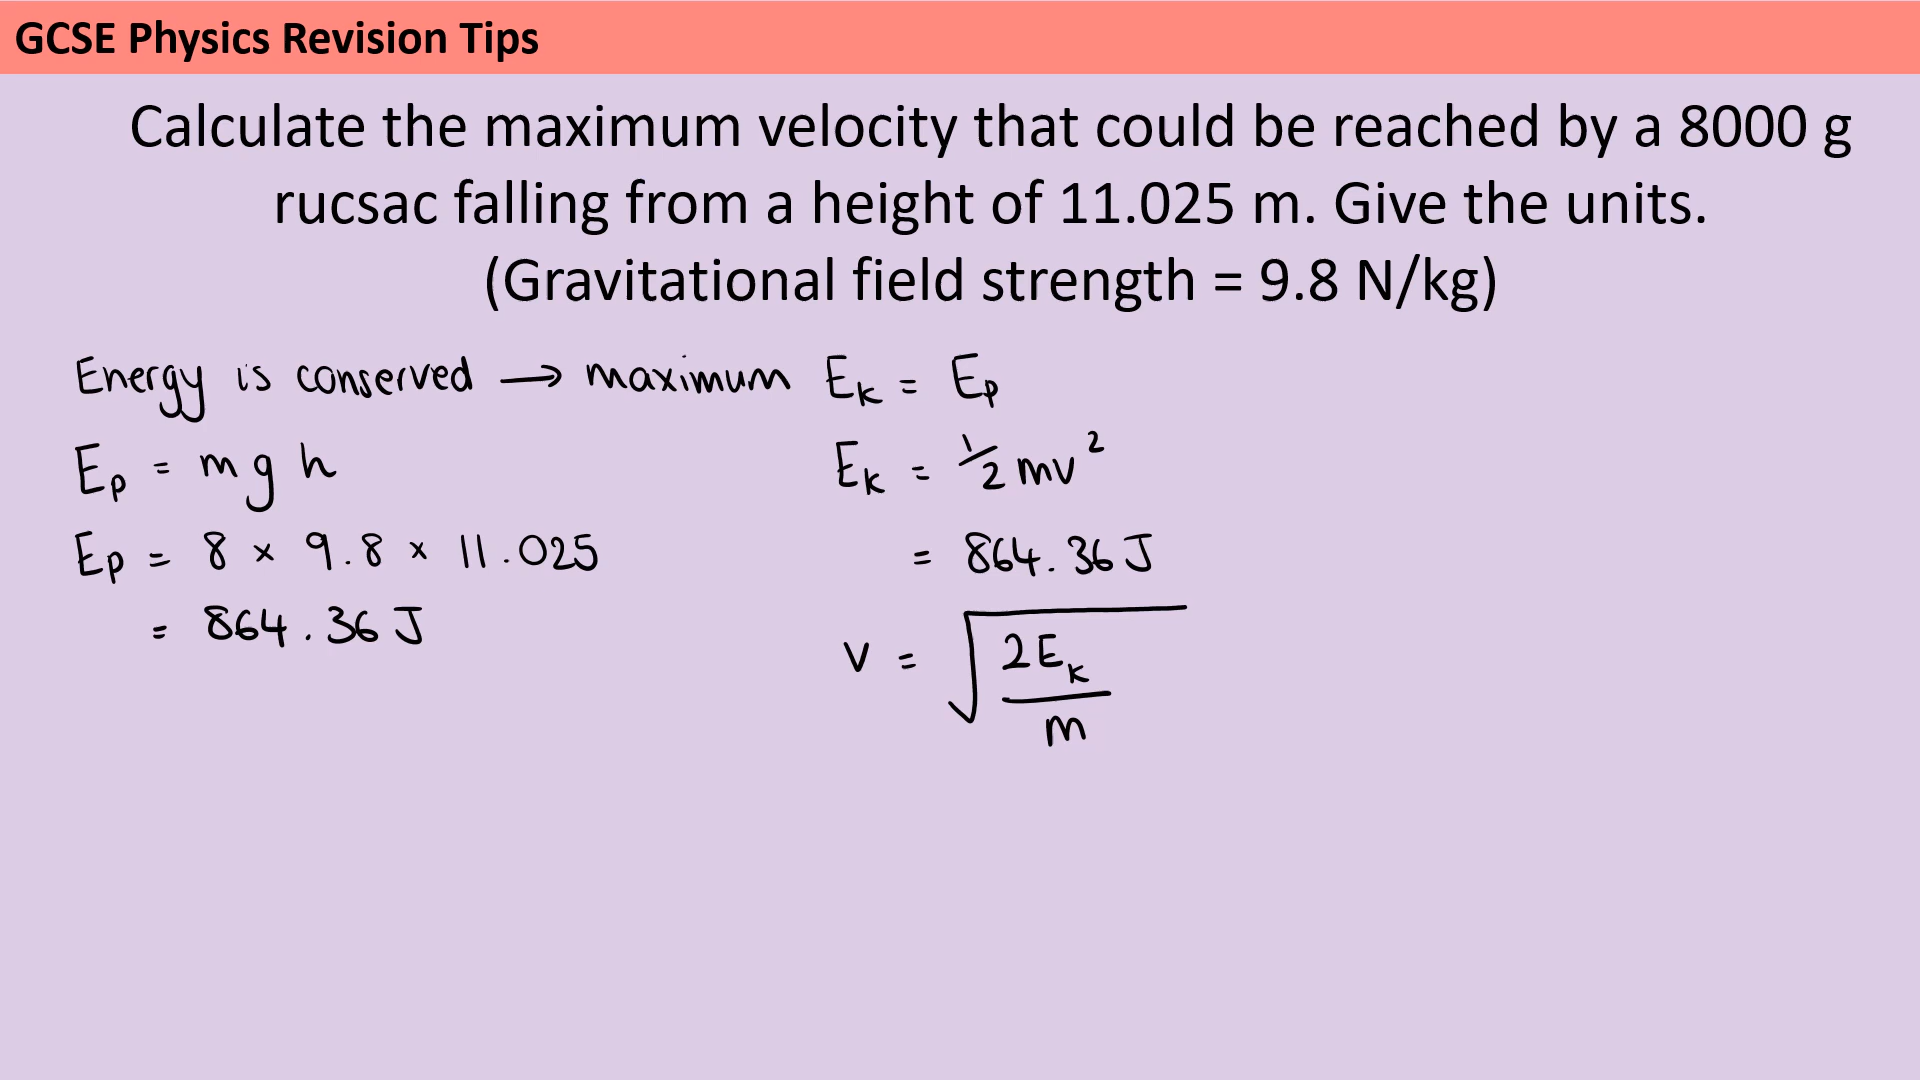 GCSE Physics Revision Tips
Calculate the maximum velocity that could be reached by a 8000 g
rucsac falling from a height of 11.025 m. Give the units.
(Gravitational field strength = 9.8 N/kg)
Energy is conserved → maximum Eₖ = Eₚ
Eₚ = m g h
Eₚ = 8 × 9.8 × 11.025
= 864.36 J
Eₖ = ½ mv²
= 864.36 J
v = √(2Eₖ/m)